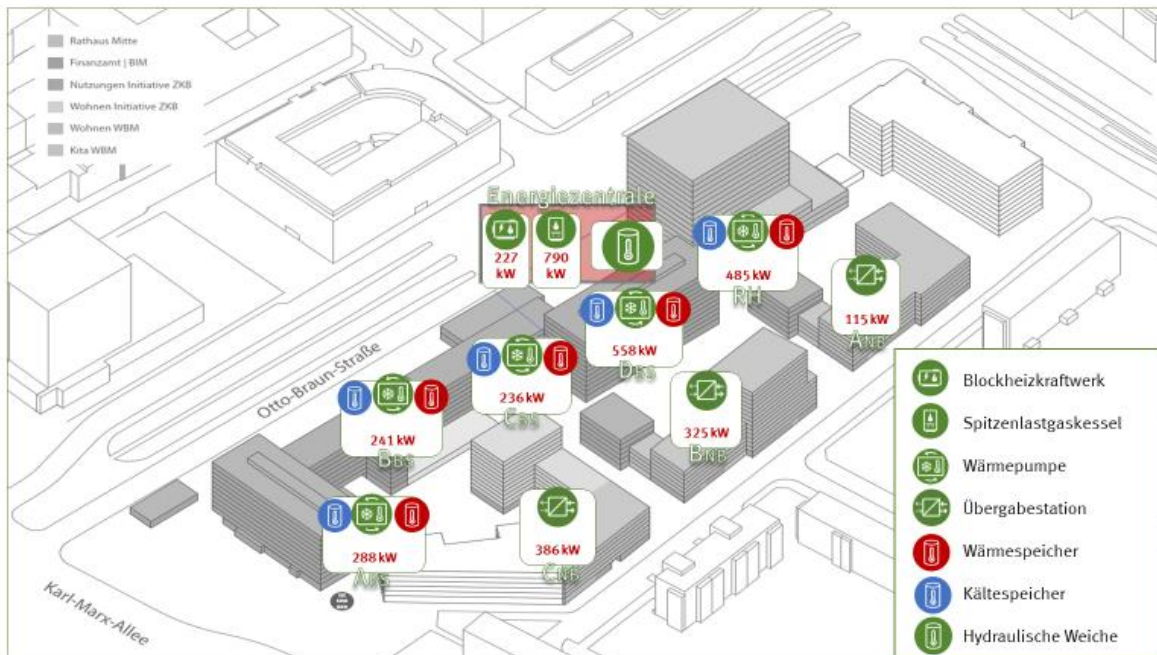 Rathaus Mitte
Finanzamt | BIM
Nutzungen Initiative ZKB
Wohnen Initiative ZKB
Wohnen WBM
Kita WBM
Energiezentrale
227 kW
790 kW
485 kW
RH
115 kW
ANB
558 kW
DBS
Otto-Braun-Straße
236 kW
CBS
325 kW
BNB
241 kW
BBS
386 kW
CNB
288 kW
ABS
Karl-Marx-Allee
Blockheizkraftwerk
Spitzenlastgaskessel
Wärmepumpe
Übergabestation
Wärmespeicher
Kältespeicher
Hydraulische Weiche